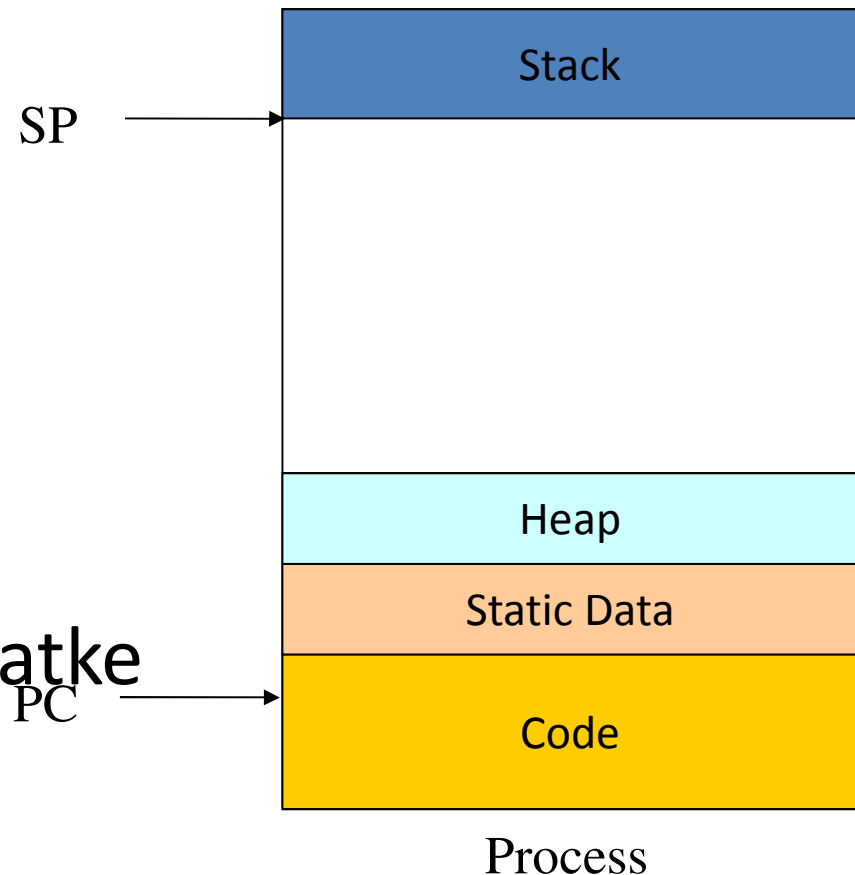 Stack
SP
Heap
Static Data
atke
PC
Code
Process